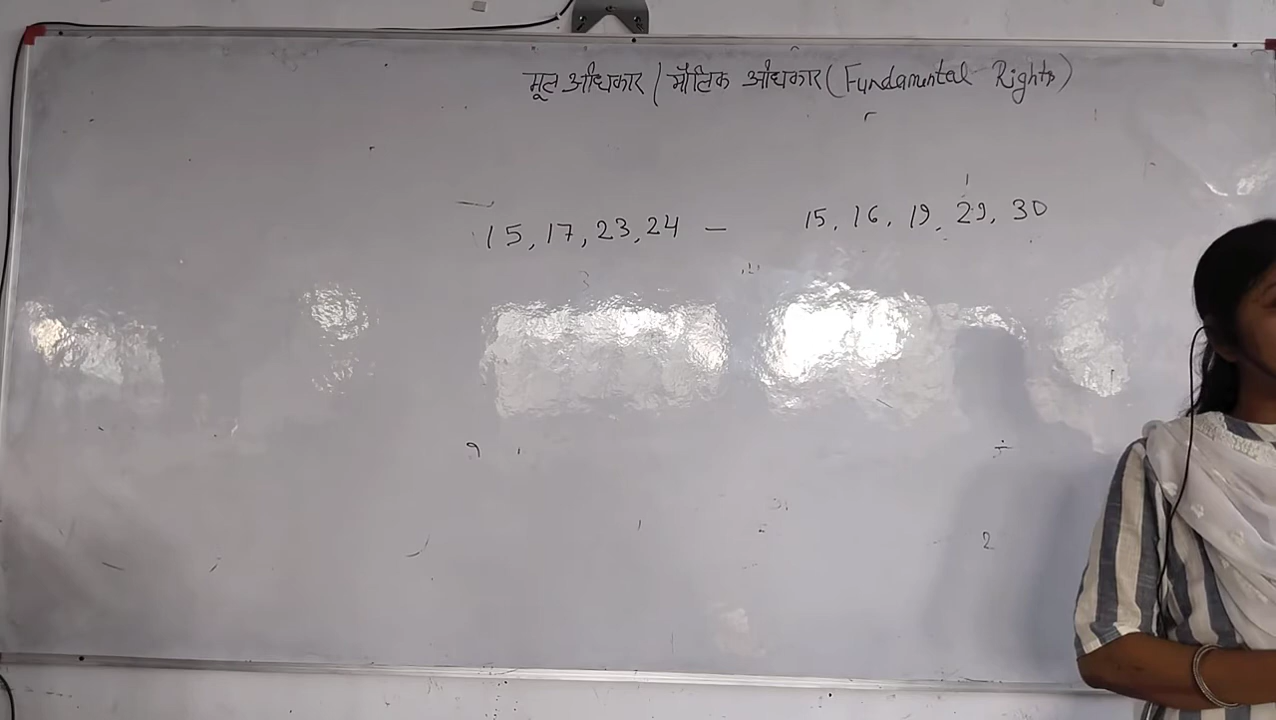 मूल अधिकार / मौलिक अधिकार ( Fundamental Rights )
15, 17, 23, 24 — 15, 16, 19, 29, 30